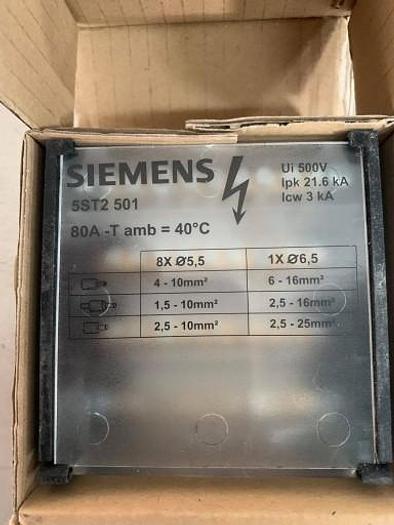 SIEMENS
Ui 500V
Ipk 21.6 kA
Icw 3 kA
5ST2 501
80A -T amb = 40°C
8X Ø5,5 1X Ø6,5
4 - 10mm² 6 - 16mm²
1,5 - 10mm² 2,5 - 16mm²
2,5 - 10mm² 2,5 - 25mm²